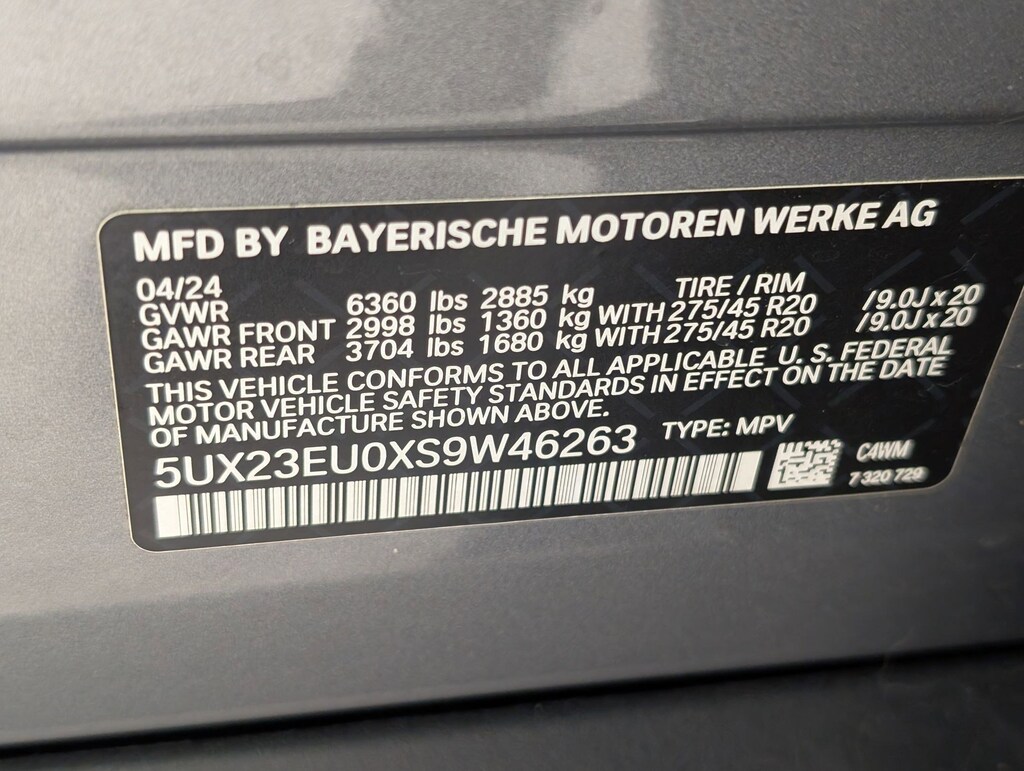 MFD BY BAYERISCHE MOTOREN WERKE AG
04/24 TIRE / RIM
GVWR 6360 lbs 2885 kg
GAWR FRONT 2998 lbs 1360 kg WITH 275/45 R20 /9.0J x 20
GAWR REAR 3704 lbs 1680 kg WITH 275/45 R20 /9.0J x 20
THIS VEHICLE CONFORMS TO ALL APPLICABLE U. S. FEDERAL
MOTOR VEHICLE SAFETY STANDARDS IN EFFECT ON THE DATE
OF MANUFACTURE SHOWN ABOVE.
5UX23EU0XS9W46263 TYPE: MPV
C4WM
7 320 729